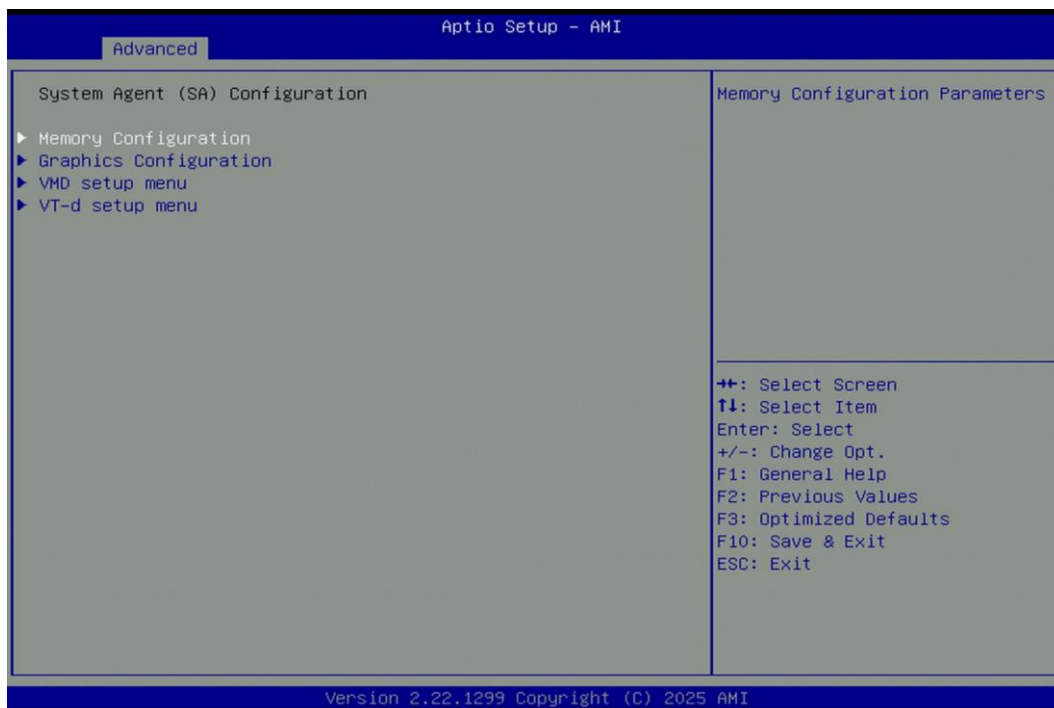 Aptio Setup – AMI
Advanced
System Agent (SA) Configuration
▶ Memory Configuration
▶ Graphics Configuration
▶ VMD setup menu
▶ VT-d setup menu
Memory Configuration Parameters
→←: Select Screen
↑↓: Select Item
Enter: Select
+/-: Change Opt.
F1: General Help
F2: Previous Values
F3: Optimized Defaults
F10: Save & Exit
ESC: Exit
Version 2.22.1299 Copyright (C) 2025 AMI